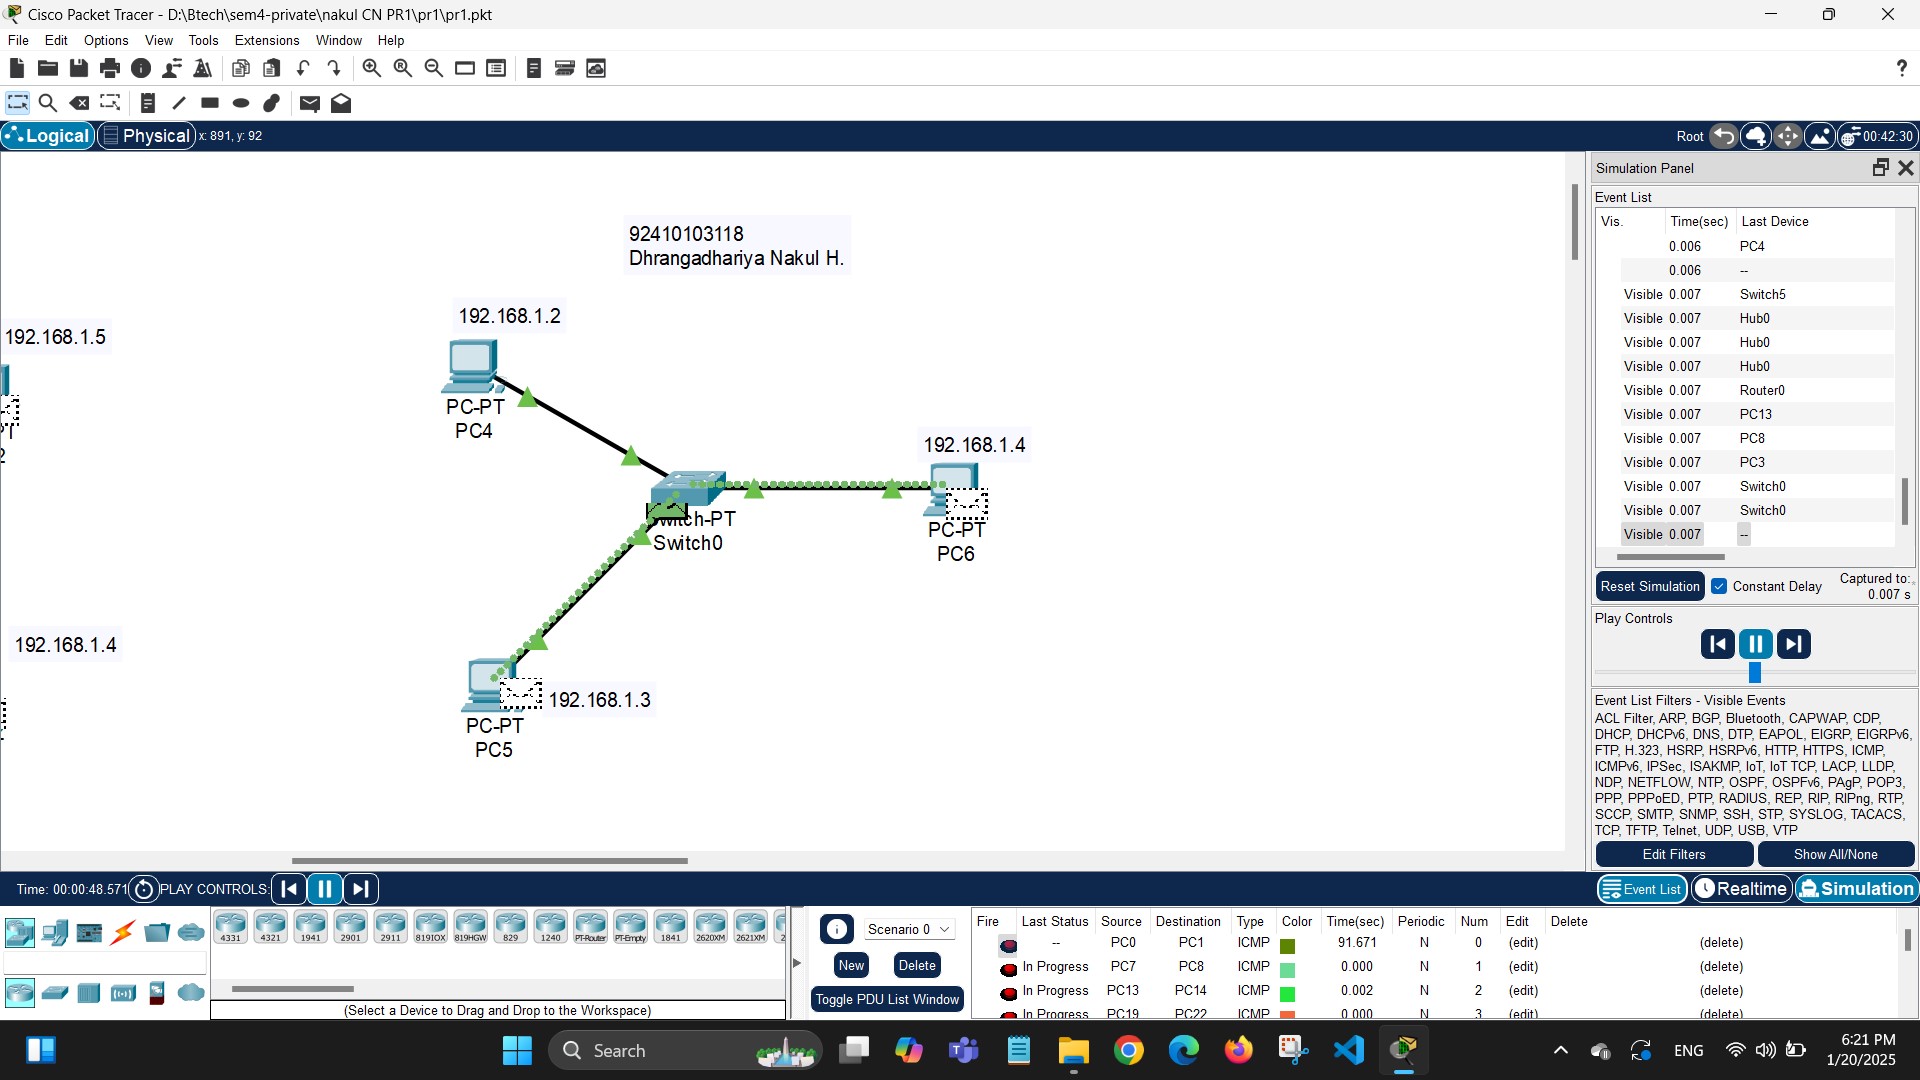 Cisco Packet Tracer - D:\Btech\sem4-private\nakul CN PR1\pr1\pr1.pkt
File Edit Options View Tools Extensions Window Help
?
Logical Physical x: 891, y: 92
Root 00:42:30
92410103118
Dhrangadhariya Nakul H.
192.168.1.2
192.168.1.5
PC-PT
PC4
192.168.1.4
Switch-PT
Switch0
PC-PT
PC6
192.168.1.4
192.168.1.3
PC-PT
PC5
Simulation Panel
Event List
Vis. Time(sec) Last Device
0.006 PC4
0.006 --
Visible 0.007 Switch5
Visible 0.007 Hub0
Visible 0.007 Hub0
Visible 0.007 Hub0
Visible 0.007 Router0
Visible 0.007 PC13
Visible 0.007 PC8
Visible 0.007 PC3
Visible 0.007 Switch0
Visible 0.007 Switch0
Visible 0.007 --
Reset Simulation Constant Delay Captured to:
0.007 s
Play Controls
Event List Filters - Visible Events
ACL Filter, ARP, BGP, Bluetooth, CAPWAP, CDP,
DHCP, DHCPv6, DNS, DTP, EAPOL, EIGRP, EIGRPv6,
FTP, H.323, HSRP, HSRPv6, HTTP, HTTPS, ICMP,
ICMPv6, IPSec, ISAKMP, IoT, IoT TCP, LACP, LLDP,
NDP, NETFLOW, NTP, OSPF, OSPFv6, PAgP, POP3,
PPP, PPPoED, PTP, RADIUS, REP, RIP, RIPng, RTP,
SCCP, SMTP, SNMP, SSH, STP, SYSLOG, TACACS,
TCP, TFTP, Telnet, UDP, USB, VTP
Edit Filters Show All/None
Time: 00:00:48.571 PLAY CONTROLS:
Event List Realtime Simulation
4331 4321 1941 2901 2911 819IOX 819HGW 829 1240 PT-Router PT-Empty 1841 2620XM 2621XM
(Select a Device to Drag and Drop to the Workspace)
Scenario 0
New Delete
Toggle PDU List Window
Fire Last Status Source Destination Type Color Time(sec) Periodic Num Edit Delete
-- PC0 PC1 ICMP 91.671 N 0 (edit) (delete)
In Progress PC7 PC8 ICMP 0.000 N 1 (edit) (delete)
In Progress PC13 PC14 ICMP 0.002 N 2 (edit) (delete)
In Progress PC19 PC22 ICMP 0.000 N 3 (edit) (delete)
Search
ENG
6:21 PM
1/20/2025